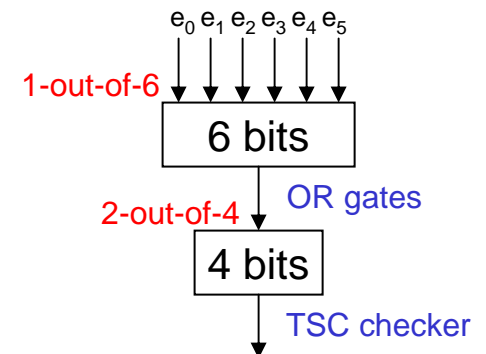 e0 e1 e2 e3 e4 e5
1-out-of-6
6 bits
OR gates
2-out-of-4
4 bits
TSC checker